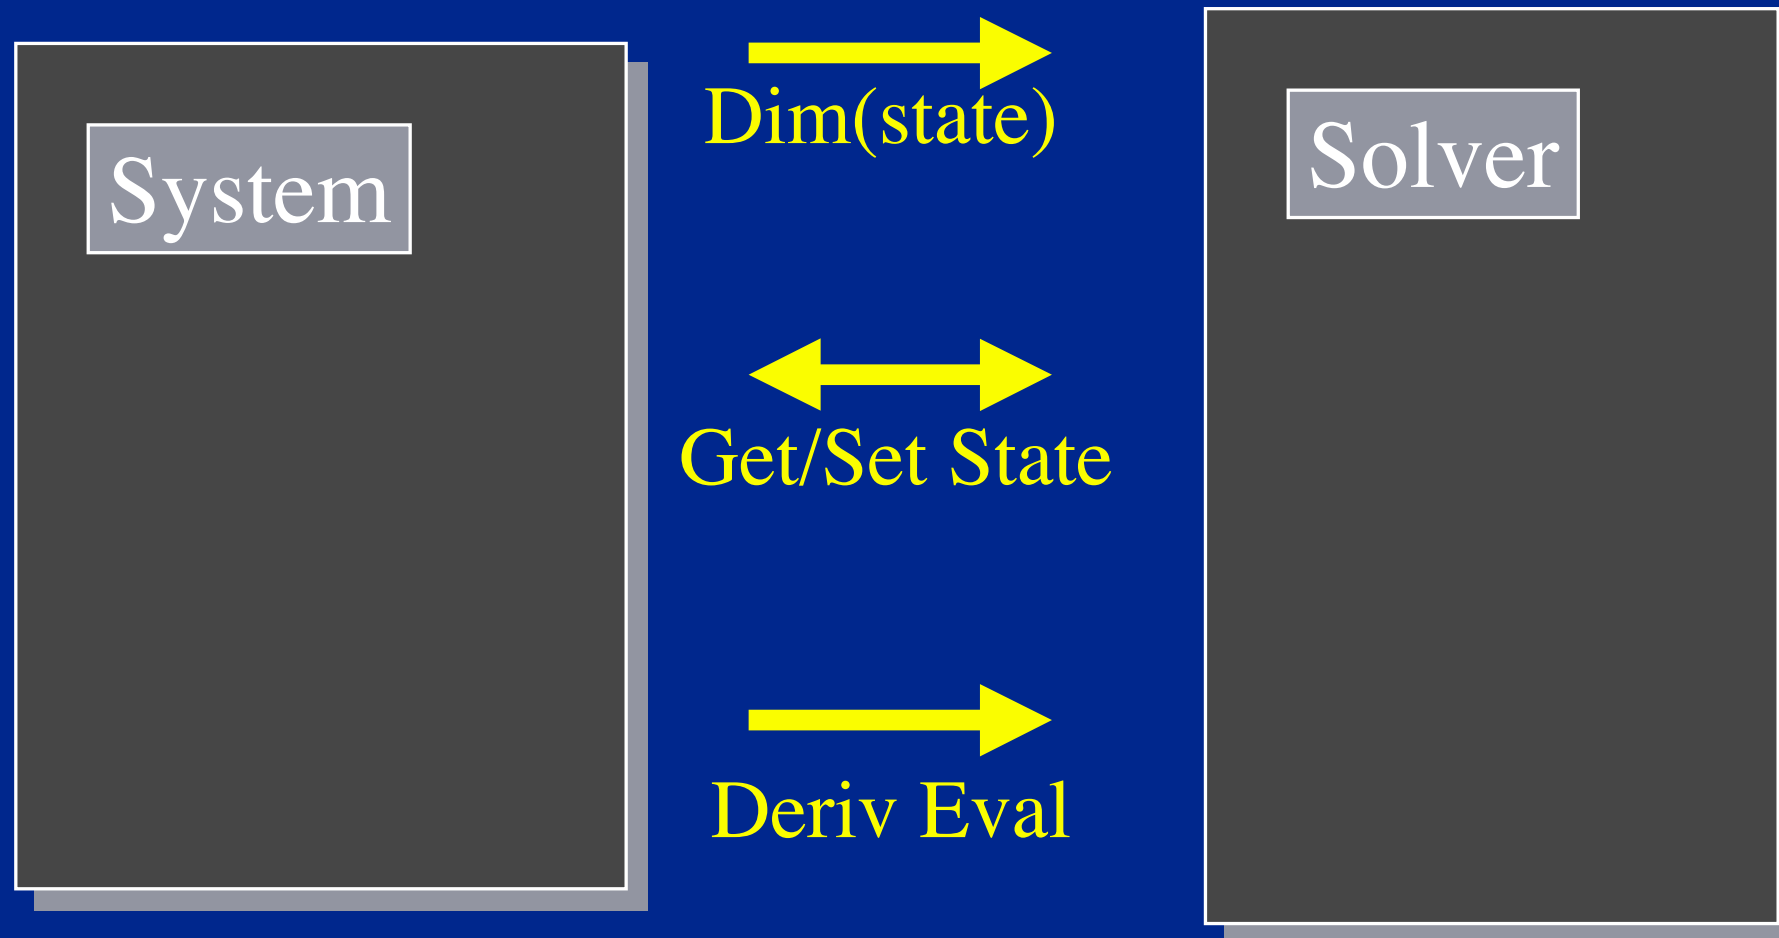 System
Dim(state)
Solver
Get/Set State
Deriv Eval